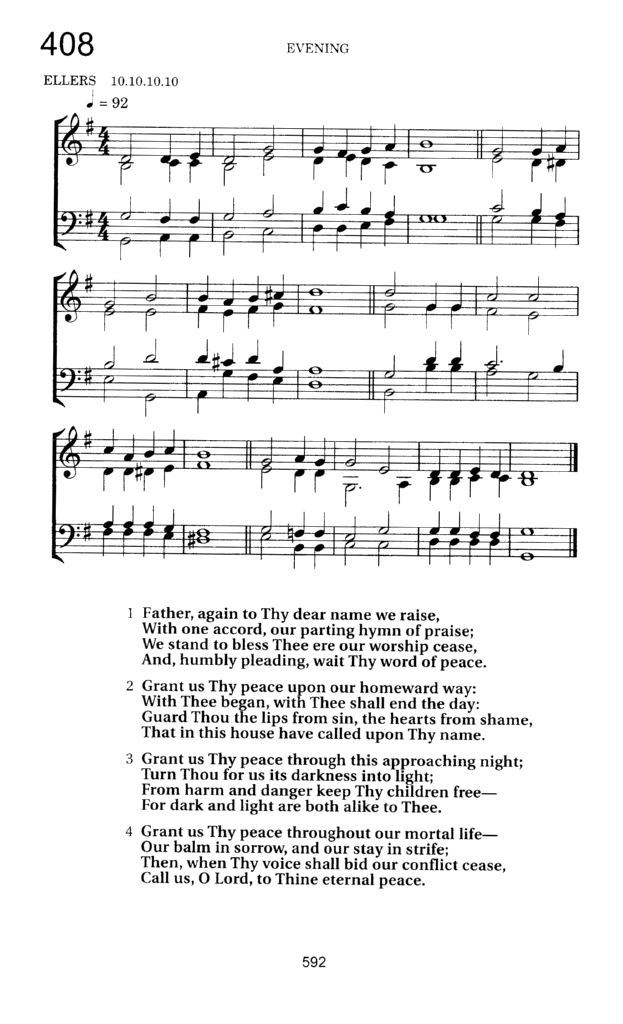 408
EVENING
ELLERS 10.10.10.10
♩ = 92
1 Father, again to Thy dear name we raise,
With one accord, our parting hymn of praise;
We stand to bless Thee ere our worship cease,
And, humbly pleading, wait Thy word of peace.
2 Grant us Thy peace upon our homeward way:
With Thee began, with Thee shall end the day:
Guard Thou the lips from sin, the hearts from shame,
That in this house have called upon Thy name.
3 Grant us Thy peace through this approaching night;
Turn Thou for us its darkness into light;
From harm and danger keep Thy children free—
For dark and light are both alike to Thee.
4 Grant us Thy peace throughout our mortal life—
Our balm in sorrow, and our stay in strife;
Then, when Thy voice shall bid our conflict cease,
Call us, O Lord, to Thine eternal peace.
592